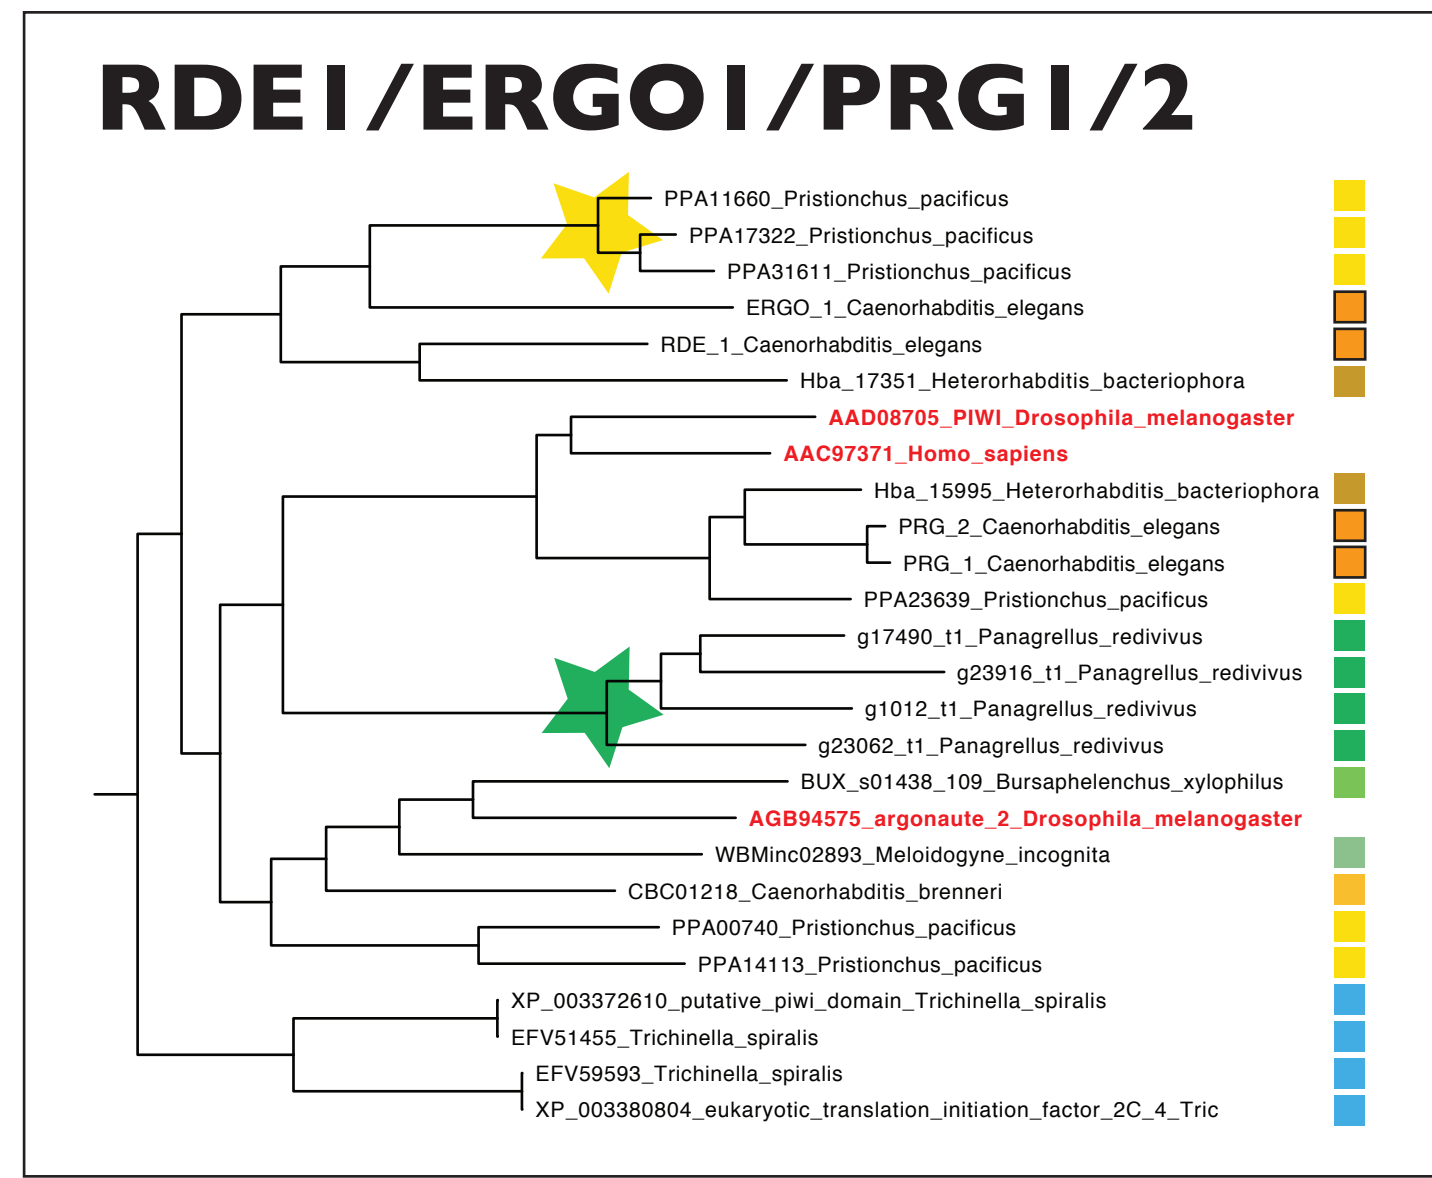 RDE1/ERGO1/PRG1/2
PPA11660_Pristionchus_pacificus
PPA17322_Pristionchus_pacificus
PPA31611_Pristionchus_pacificus
ERGO_1_Caenorhabditis_elegans
RDE_1_Caenorhabditis_elegans
Hba_17351_Heterorhabditis_bacteriophora
AAD08705_PIWI_Drosophila_melanogaster
AAC97371_Homo_sapiens
Hba_15995_Heterorhabditis_bacteriophora
PRG_2_Caenorhabditis_elegans
PRG_1_Caenorhabditis_elegans
PPA23639_Pristionchus_pacificus
g17490_t1_Panagrellus_redivivus
g23916_t1_Panagrellus_redivivus
g1012_t1_Panagrellus_redivivus
g23062_t1_Panagrellus_redivivus
BUX_s01438_109_Bursaphelenchus_xylophilus
AGB94575_argonaute_2_Drosophila_melanogaster
WBMinc02893_Meloidogyne_incognita
CBC01218_Caenorhabditis_brenneri
PPA00740_Pristionchus_pacificus
PPA14113_Pristionchus_pacificus
XP_003372610_putative_piwi_domain_Trichinella_spiralis
EFV51455_Trichinella_spiralis
EFV59593_Trichinella_spiralis
XP_003380804_eukaryotic_translation_initiation_factor_2C_4_Tric